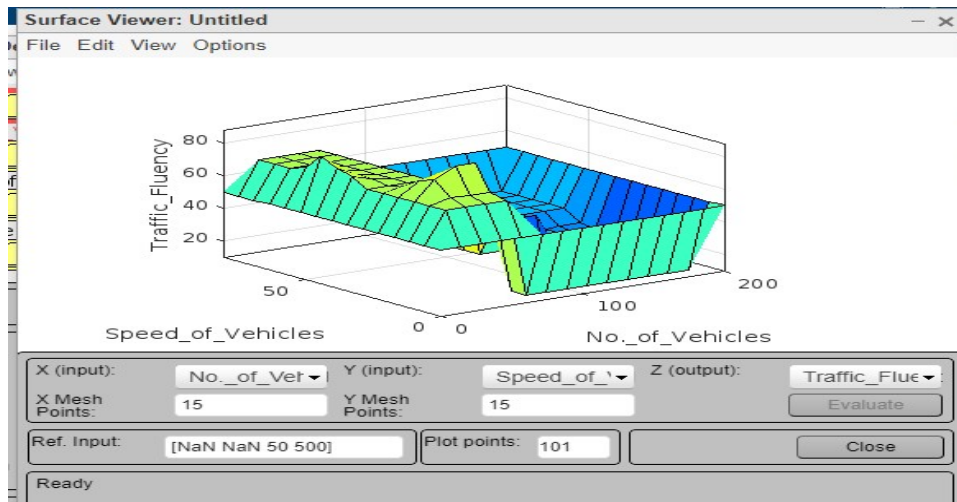 Surface Viewer: Untitled
File Edit View Options
80
60
40
20
Traffic_Fluency
50
0
0
100
200
Speed_of_Vehicles
No._of_Vehicles
X (input):
No._of_Veh
Y (input):
Speed_of_
Z (output):
Traffic_Flue
X Mesh
Points:
15
Y Mesh
Points:
15
Evaluate
Ref. Input:
[NaN NaN 50 500]
Plot points:
101
Close
Ready